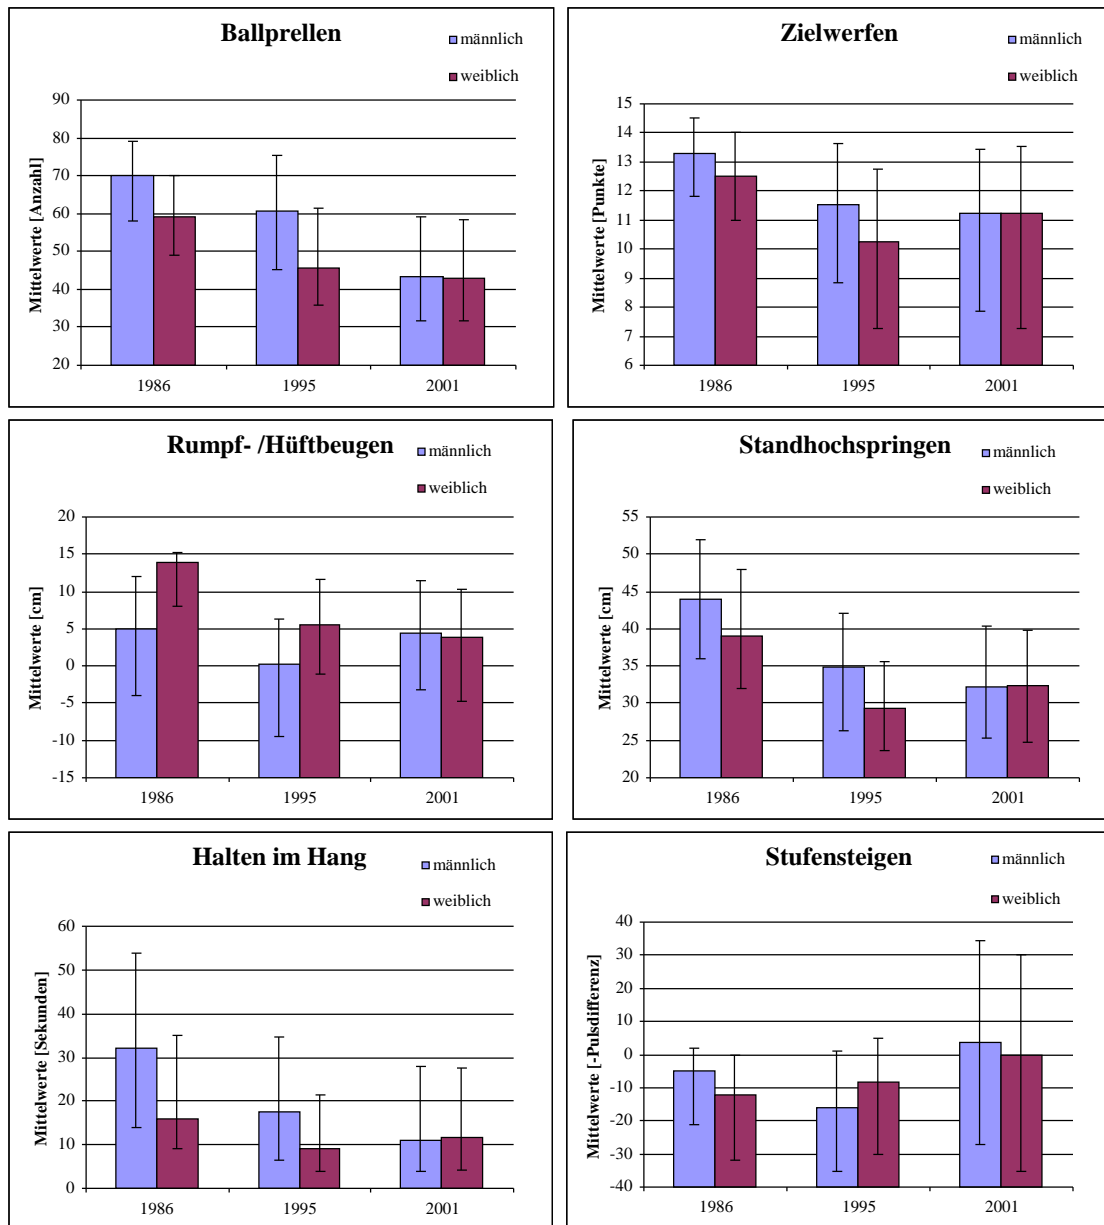 Ballprellen
männlich
weiblich
Mittelwerte [Anzahl]
90
80
70
60
50
40
30
20
1986 1995 2001
Zielwerfen
männlich
weiblich
Mittelwerte [Punkte]
15
14
13
12
11
10
9
8
7
6
1986 1995 2001
Rumpf- /Hüftbeugen
männlich
weiblich
Mittelwerte [cm]
20
15
10
5
0
-5
-10
-15
1986 1995 2001
Standhochspringen
männlich
weiblich
Mittelwerte [cm]
55
50
45
40
35
30
25
20
1986 1995 2001
Halten im Hang
männlich
weiblich
Mittelwerte [Sekunden]
60
50
40
30
20
10
0
1986 1995 2001
Stufensteigen
männlich
weiblich
Mittelwerte [-Pulsdifferenz]
40
30
20
10
0
-10
-20
-30
-40
1986 1995 2001